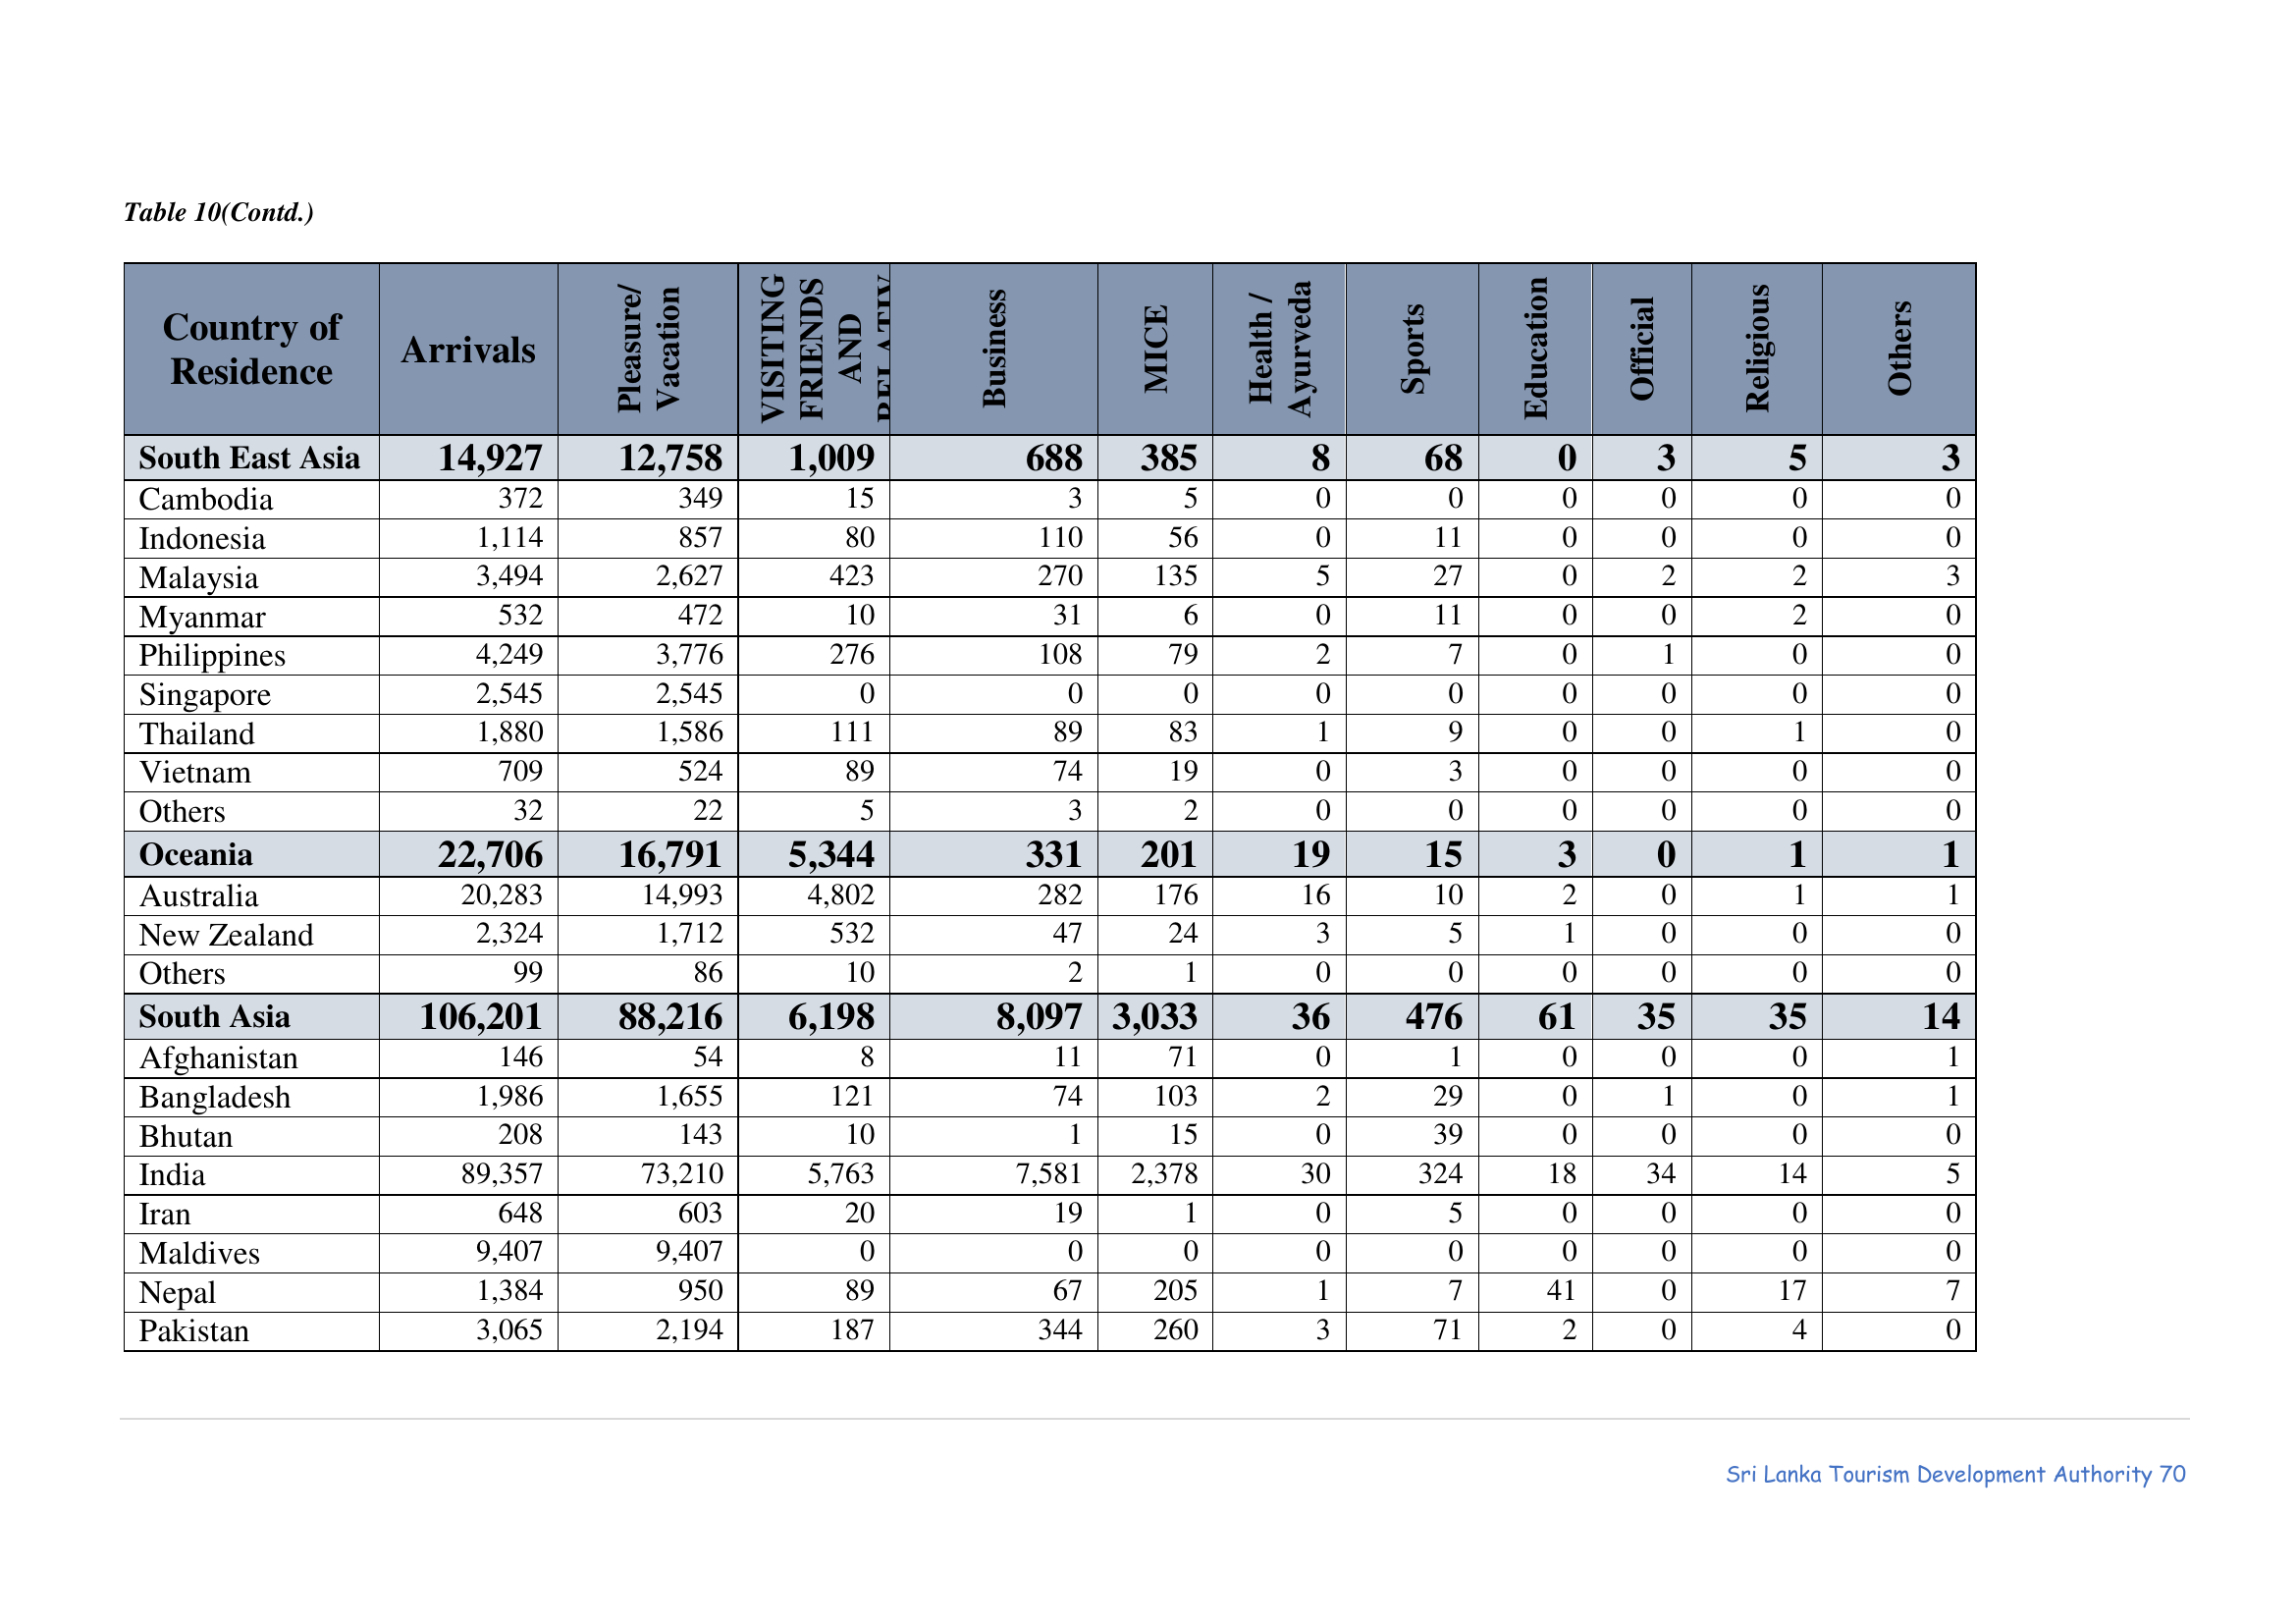 Table 10(Contd.)
Country of Residence Arrivals Pleasure/ Vacation VISITING FRIENDS AND Business MICE Health / Ayurveda Sports Education Official Religious Others
South East Asia 14,927 12,758 1,009 688 385 8 68 0 3 5 3
Cambodia 372 349 15 3 5 0 0 0 0 0 0
Indonesia 1,114 857 80 110 56 0 11 0 0 0 0
Malaysia 3,494 2,627 423 270 135 5 27 0 2 2 3
Myanmar 532 472 10 31 6 0 11 0 0 2 0
Philippines 4,249 3,776 276 108 79 2 7 0 1 0 0
Singapore 2,545 2,545 0 0 0 0 0 0 0 0 0
Thailand 1,880 1,586 111 89 83 1 9 0 0 1 0
Vietnam 709 524 89 74 19 0 3 0 0 0 0
Others 32 22 5 3 2 0 0 0 0 0 0
Oceania 22,706 16,791 5,344 331 201 19 15 3 0 1 1
Australia 20,283 14,993 4,802 282 176 16 10 2 0 1 1
New Zealand 2,324 1,712 532 47 24 3 5 1 0 0 0
Others 99 86 10 2 1 0 0 0 0 0 0
South Asia 106,201 88,216 6,198 8,097 3,033 36 476 61 35 35 14
Afghanistan 146 54 8 11 71 0 1 0 0 0 1
Bangladesh 1,986 1,655 121 74 103 2 29 0 1 0 1
Bhutan 208 143 10 1 15 0 39 0 0 0 0
India 89,357 73,210 5,763 7,581 2,378 30 324 18 34 14 5
Iran 648 603 20 19 1 0 5 0 0 0 0
Maldives 9,407 9,407 0 0 0 0 0 0 0 0 0
Nepal 1,384 950 89 67 205 1 7 41 0 17 7
Pakistan 3,065 2,194 187 344 260 3 71 2 0 4 0
Sri Lanka Tourism Development Authority 70